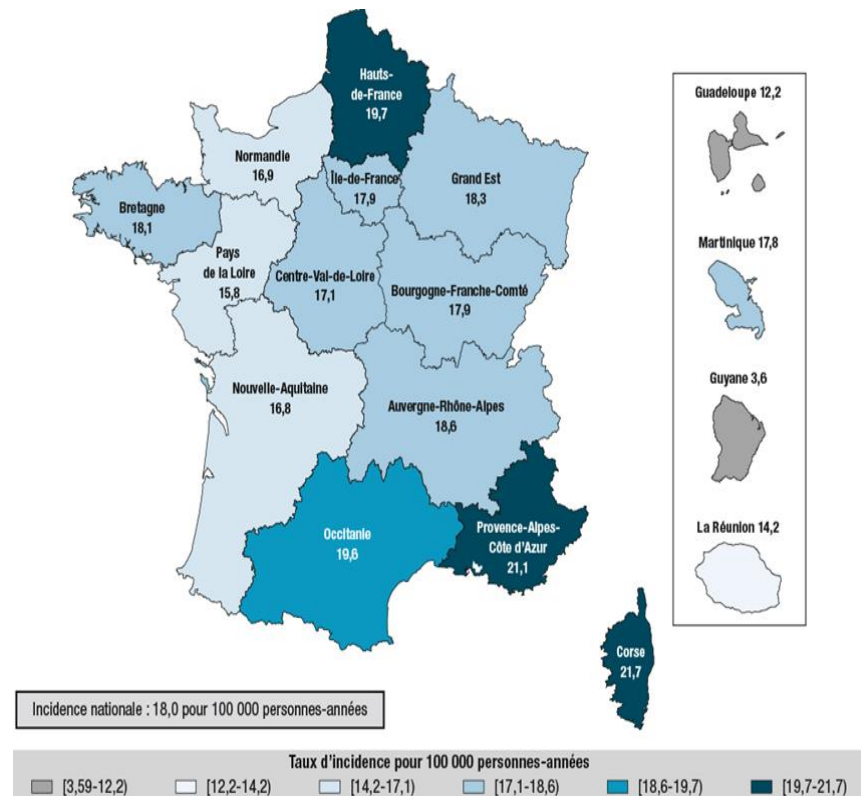 Hauts-
de-France
19,7
Normandie
16,9
Île-de-France
17,9
Grand Est
18,3
Bretagne
18,1
Pays
de la Loire
15,8
Centre-Val-de-Loire
17,1
Bourgogne-Franche-Comté
17,9
Nouvelle-Aquitaine
16,8
Auvergne-Rhône-Alpes
18,6
Occitanie
19,6
Provence-Alpes-
Côte d’Azur
21,1
Corse
21,7
Guadeloupe 12,2
Martinique 17,8
Guyane 3,6
La Réunion 14,2
Incidence nationale : 18,0 pour 100 000 personnes-années
Taux d’incidence pour 100 000 personnes-années
[3,59-12,2) [12,2-14,2) [14,2-17,1) [17,1-18,6) [18,6-19,7) [19,7-21,7)